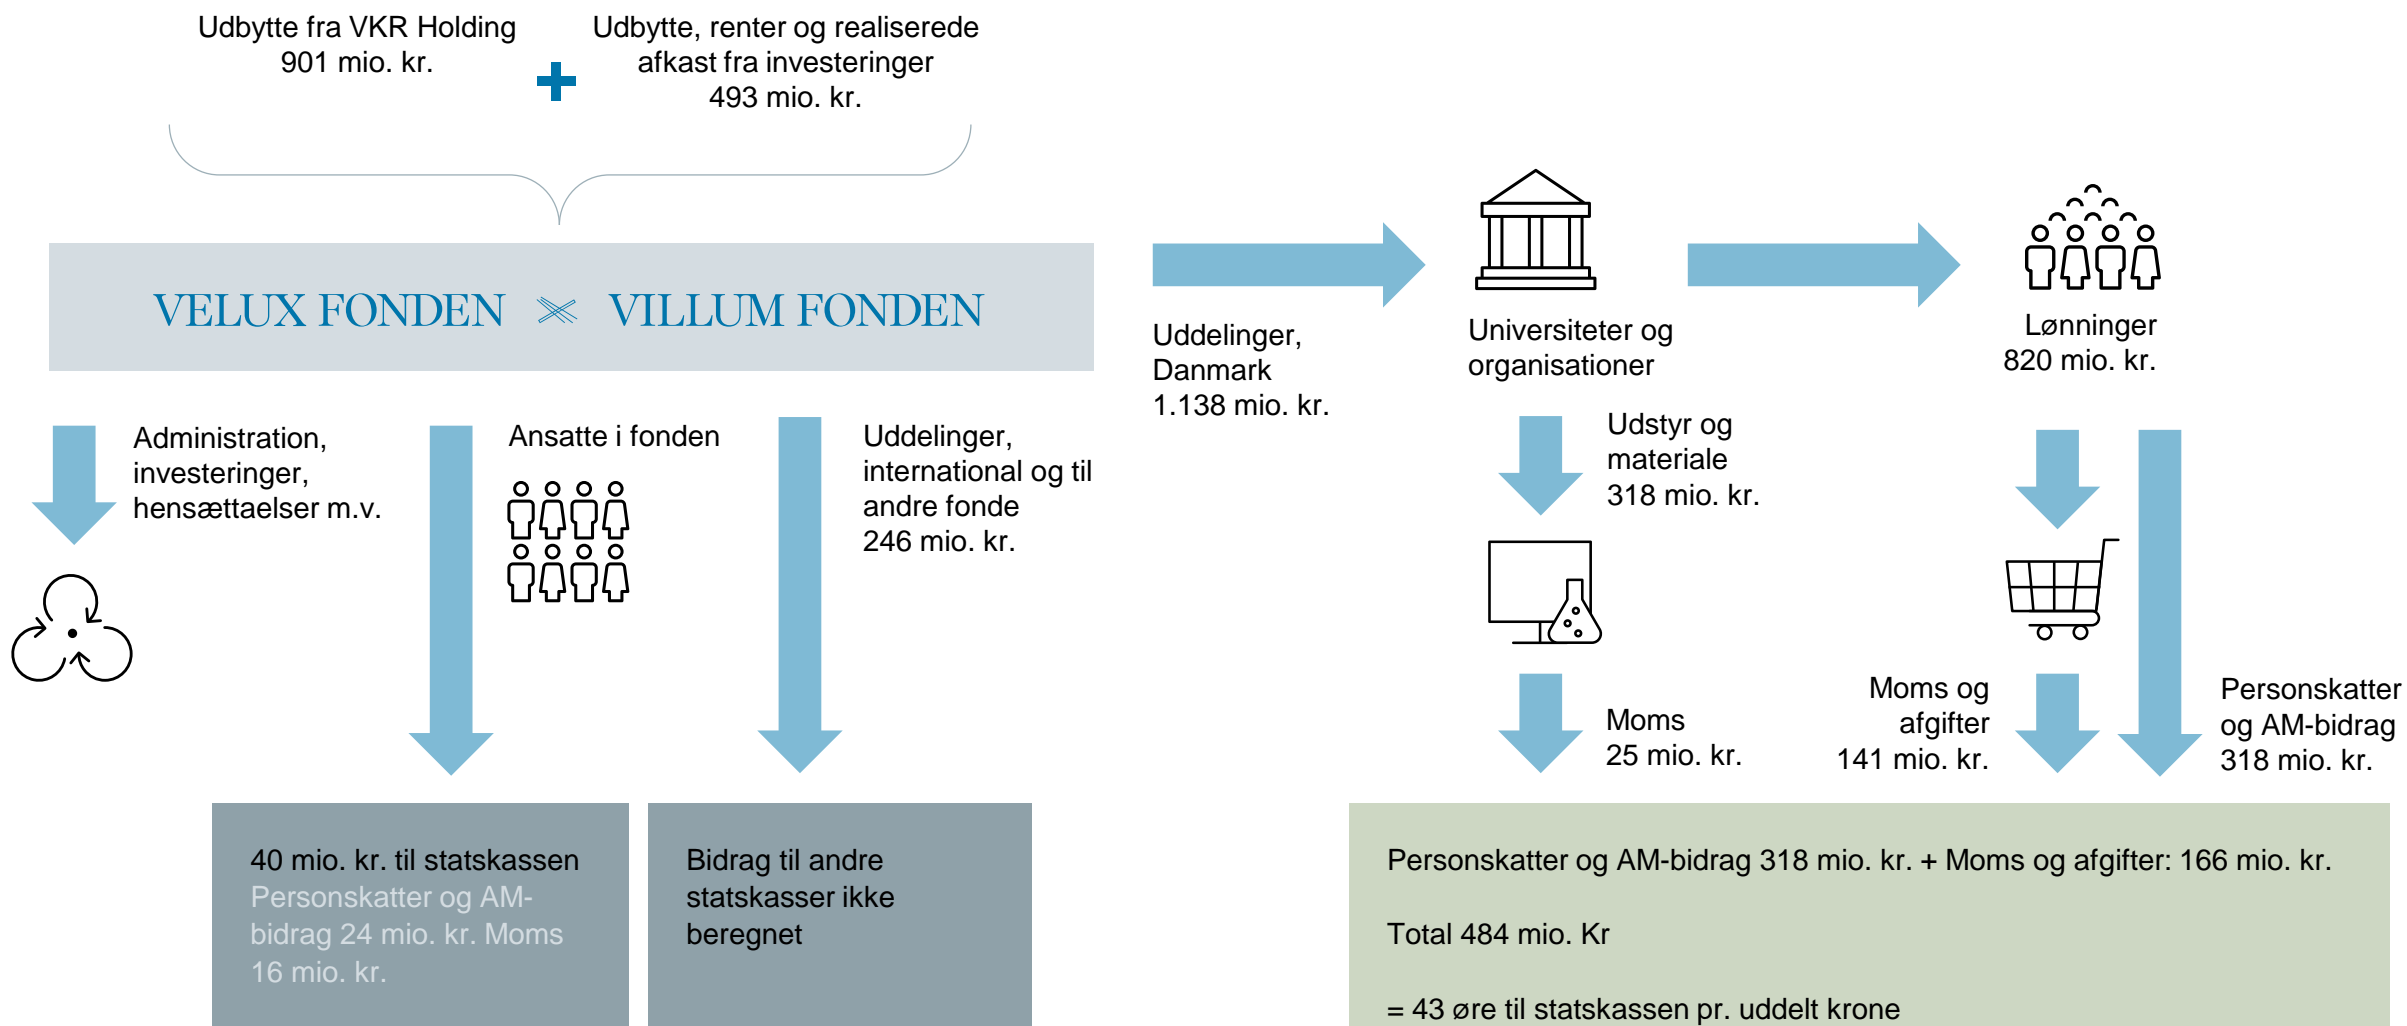 Udbytte fra VKR Holding
901 mio. kr.
Udbytte, renter og realiserede
afkast fra investeringer
493 mio. kr.
VELUX FONDEN VILLUM FONDEN
Uddelinger,
Danmark
1.138 mio. kr.
Universiteter og
organisationer
Lønninger
820 mio. kr.
Administration,
investeringer,
hensættaelser m.v.
Ansatte i fonden
Uddelinger,
international og til
andre fonde
246 mio. kr.
Udstyr og
materiale
318 mio. kr.
Moms
25 mio. kr.
Moms og
afgifter
141 mio. kr.
Personskatter
og AM-bidrag
318 mio. kr.
40 mio. kr. til statskassen
Personskatter og AM-
bidrag 24 mio. kr. Moms
16 mio. kr.
Bidrag til andre
statskasser ikke
beregnet
Personskatter og AM-bidrag 318 mio. kr. + Moms og afgifter: 166 mio. kr.
Total 484 mio. Kr
= 43 øre til statskassen pr. uddelt krone